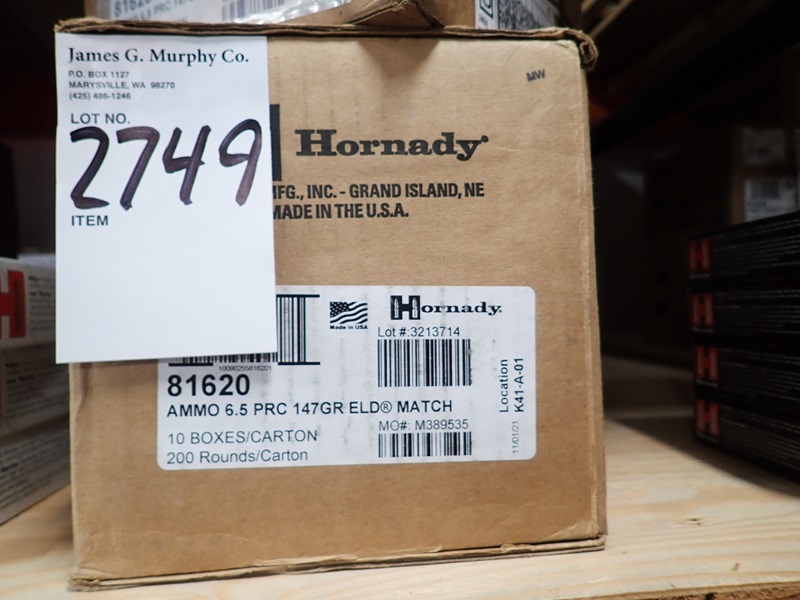 81620
James G. Murphy Co.
P.O. BOX 1127
MARYSVILLE, WA 98270
(425) 486-1246
LOT NO.
2749
ITEM
MW
Hornady
MFG., INC. - GRAND ISLAND, NE
MADE IN THE U.S.A.
Made in USA
Hornady
Lot #:3213714
10090255816201
81620
AMMO 6.5 PRC 147GR ELD® MATCH
MO#: M389535
10 BOXES/CARTON
200 Rounds/Carton
Location
K41-A-01
11/01/21
H
H
H
H
H